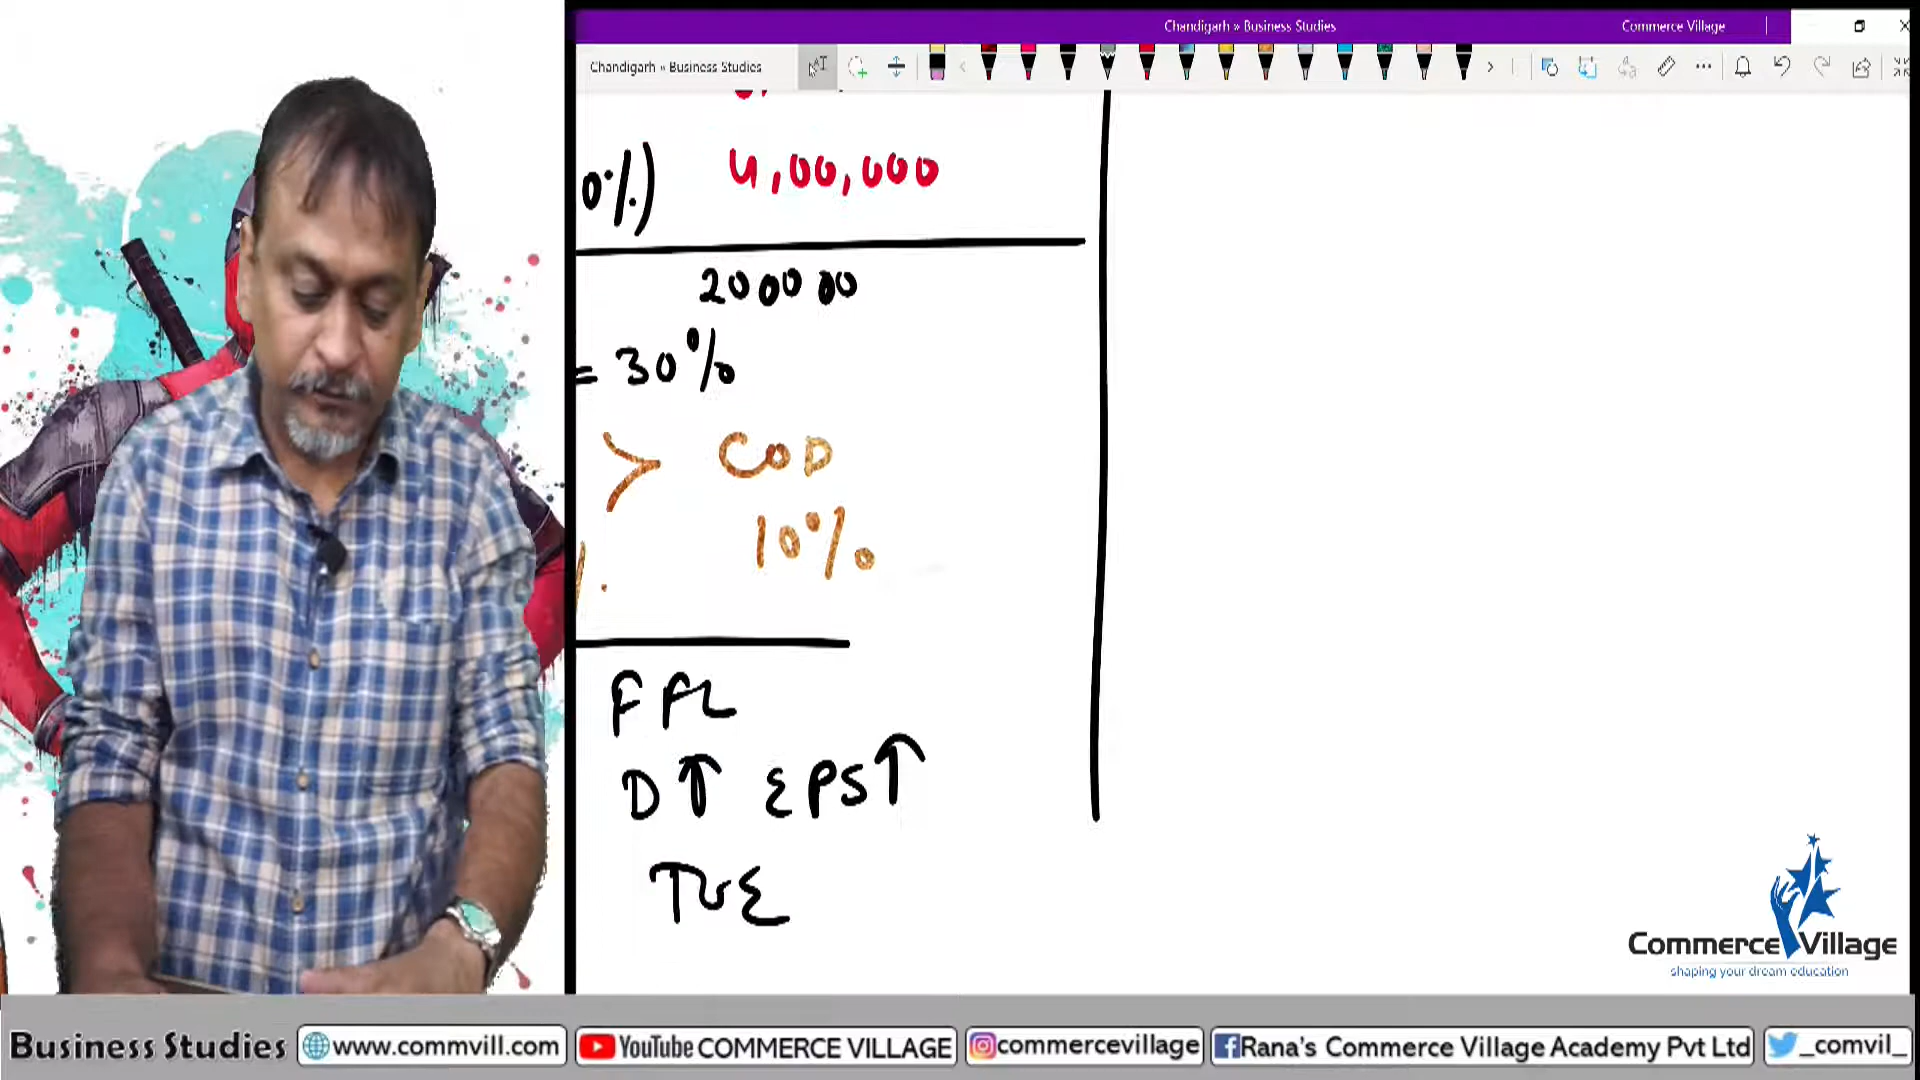 Chandigarh » Business Studies
Commerce Village
Chandigarh » Business Studies
0%) 4,00,000
200000
= 30%
> COD
10%
FFL
D↑ EPS↑
TVE
Commerce Village
shaping your dream education
Business Studies
www.commvill.com
YouTube COMMERCE VILLAGE
commercevillage
Rana's Commerce Village Academy Pvt Ltd
_comvil_